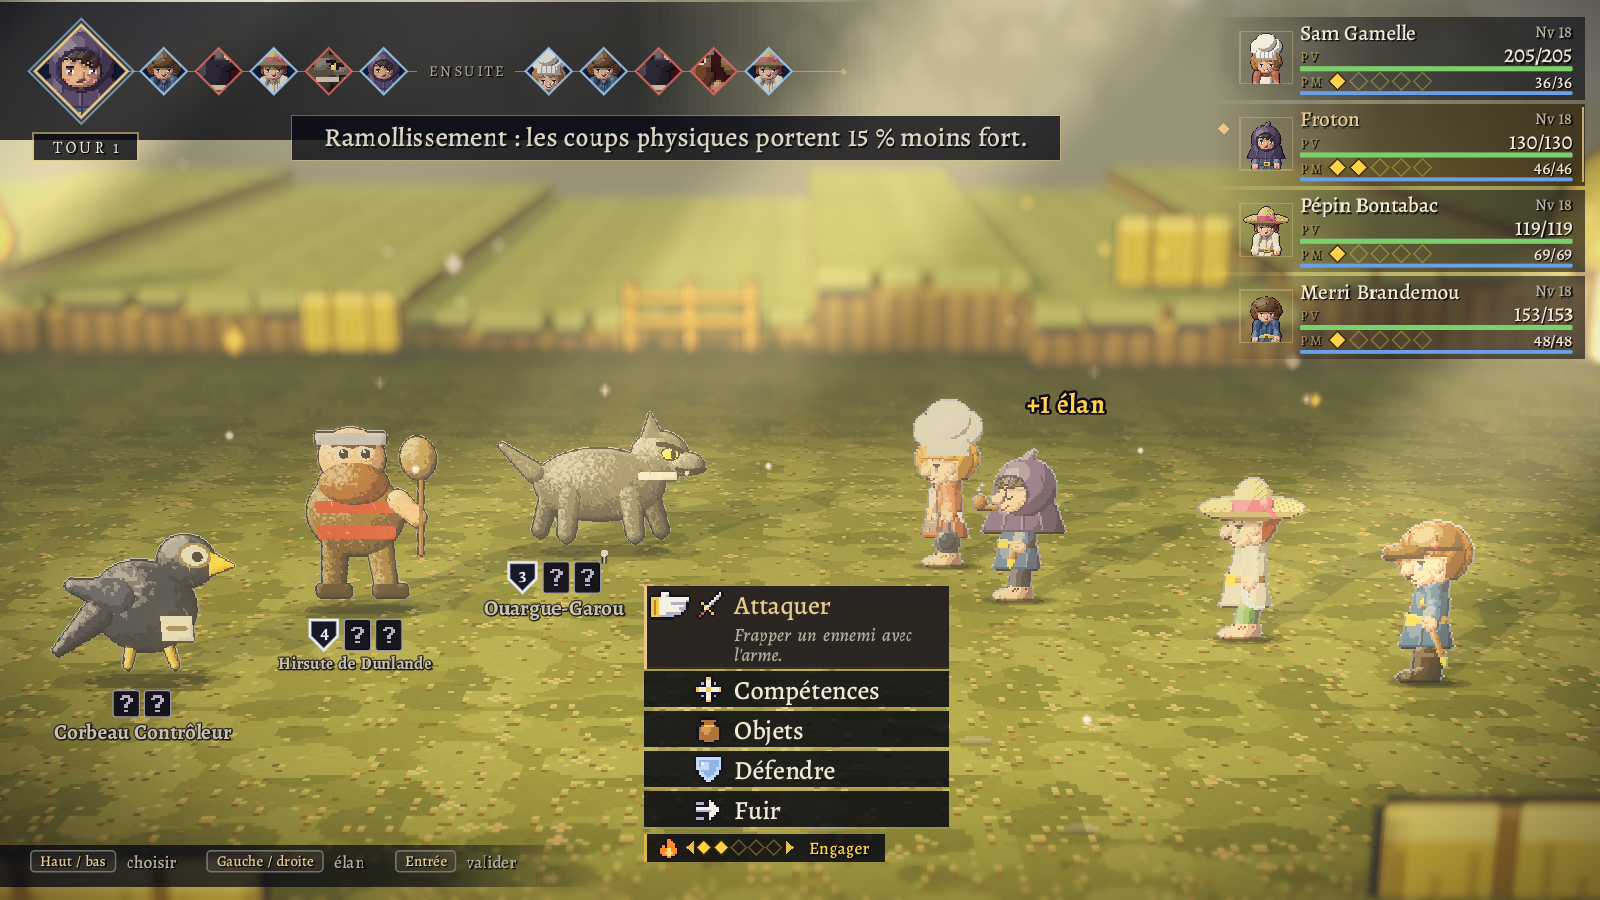 ENSUITE
TOUR 1
Ramollissement : les coups physiques portent 15 % moins fort.
Sam Gamelle Nv 18
PV 205/205
PM 36/36
Froton Nv 18
PV 130/130
PM 46/46
Pépin Bontabac Nv 18
PV 119/119
PM 69/69
Merri Brandemou Nv 18
PV 153/153
PM 48/48
+1 élan
3 ? ?
Ouargue-Garou
4 ? ?
Hirsute de Dunlande
? ?
Corbeau Contrôleur
Attaquer
Frapper un ennemi avec
l'arme.
Compétences
Objets
Défendre
Fuir
Engager
Haut / bas choisir Gauche / droite élan Entrée valider